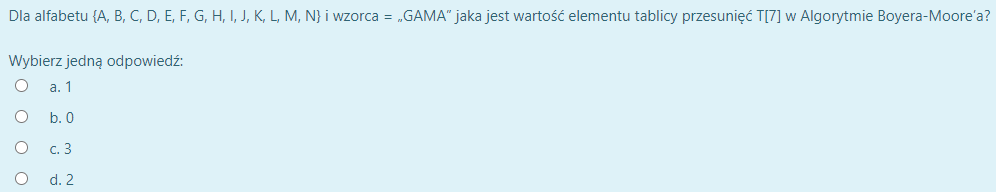 Dla alfabetu {A, B, C, D, E, F, G, H, I, J, K, L, M, N} i wzorca = „GAMA” jaka jest wartość elementu tablicy przesunięć T[7] w Algorytmie Boyera-Moore’a?
Wybierz jedną odpowiedź:
a. 1
b. 0
c. 3
d. 2